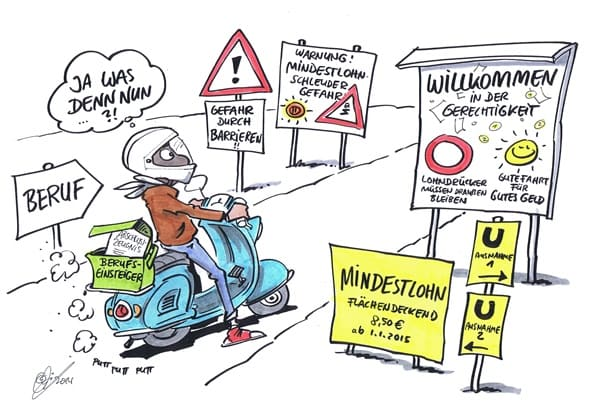 JA WAS
DENN NUN
?!
BERUF
ABSCHLUSS-
ZEUGNIS
BERUFS-
EINSTEIGER
PUTT
PUTT
PUTT
2014
!
GEFAHR
DURCH
BARRIEREN
!!
WARNUNG!
MINDESTLOHN-
SCHLEUDER
GEFAHR
WILLKOMMEN
IN DER
GERECHTIGKEIT
LOHNDRÜCKER
MÜSSEN DRAUßEN
BLEIBEN
GUTE FAHRT
FÜR
GUTES GELD
MINDESTLOHN
FLÄCHENDECKEND
8,50€
ab 1.1.2015
U
AUSNAHME
1
U
AUSNAHME
2